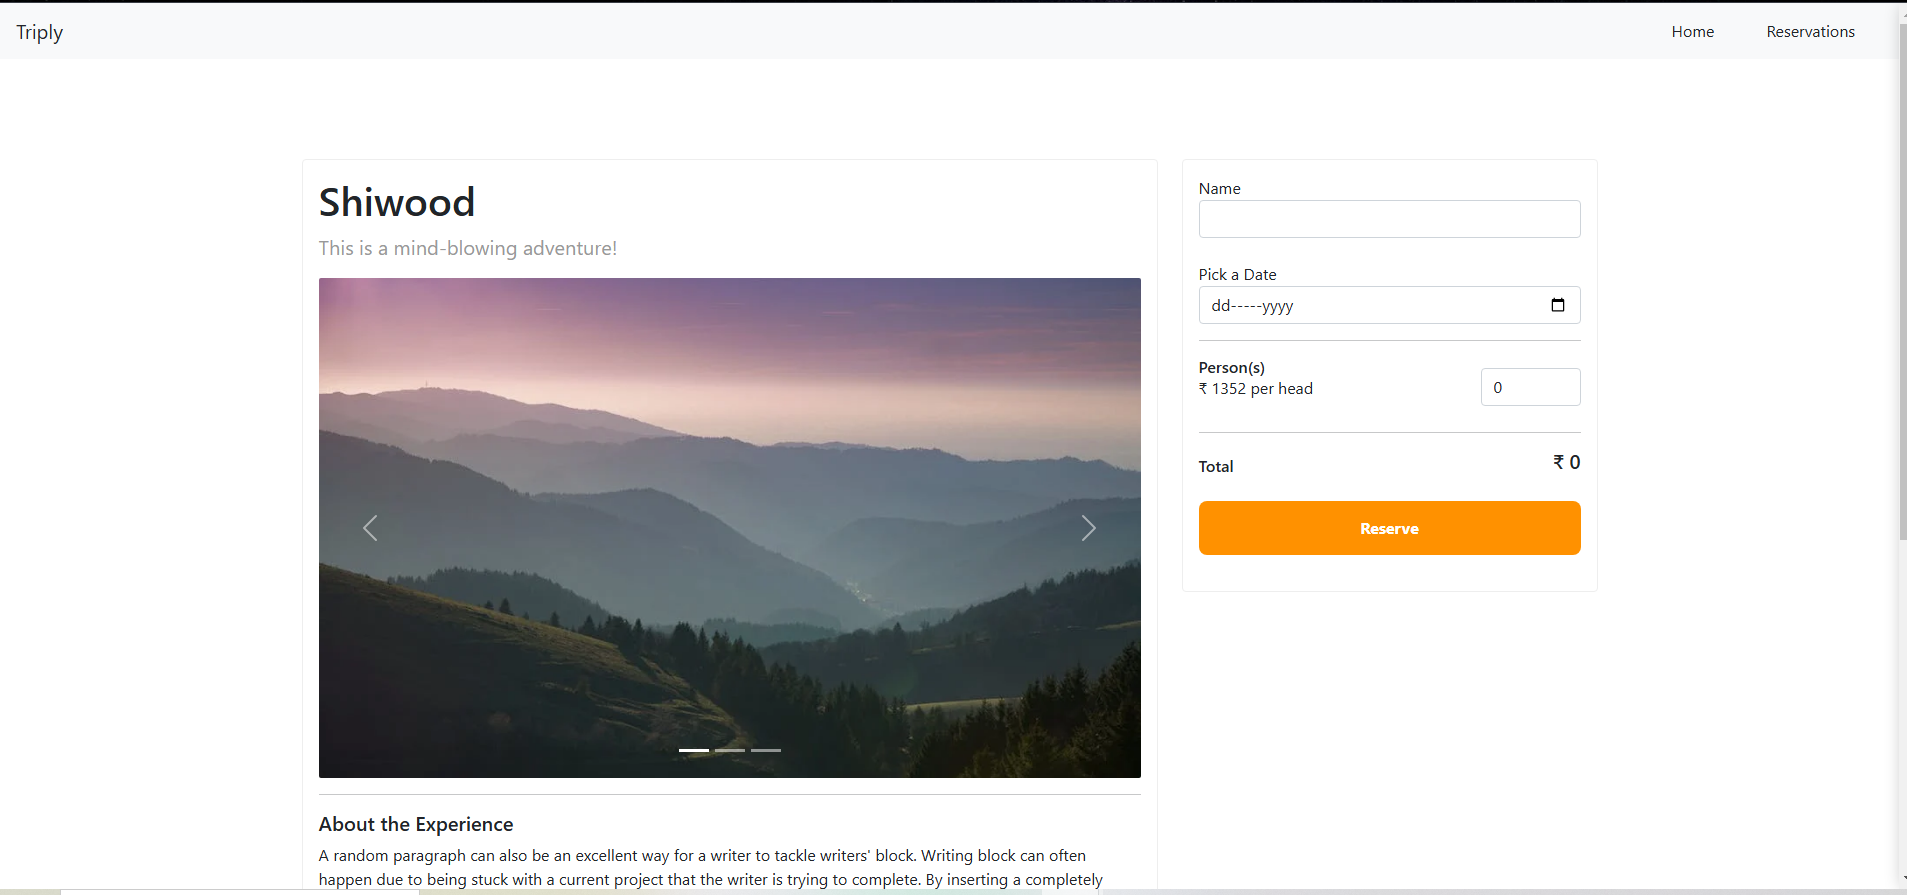 Triply
Home
Reservations
Shiwood
This is a mind-blowing adventure!
About the Experience
A random paragraph can also be an excellent way for a writer to tackle writers' block. Writing block can often
happen due to being stuck with a current project that the writer is trying to complete. By inserting a completely
Name
Pick a Date
dd-----yyyy
Person(s)
₹ 1352 per head
0
Total
₹ 0
Reserve